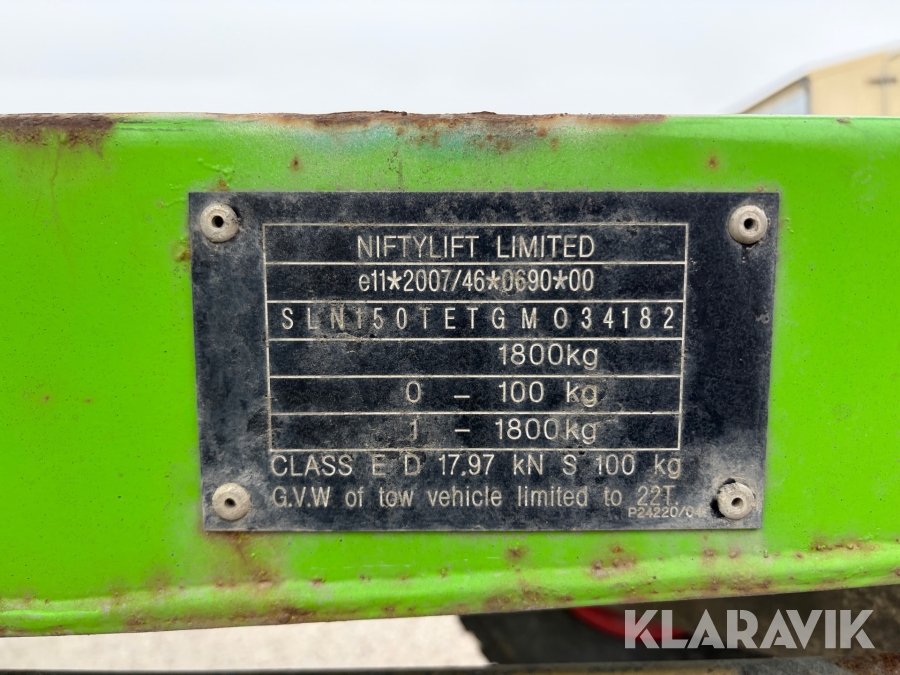 NIFTYLIFT LIMITED
e11*2007/46*0690*00
SLN150TETGM034182
1800kg
0 - 100 kg
1 - 1800kg
CLASS E D 17.97 kN S 100 kg
G.V.W of tow vehicle limited to 22T.
P24220/04
KLARAVIK